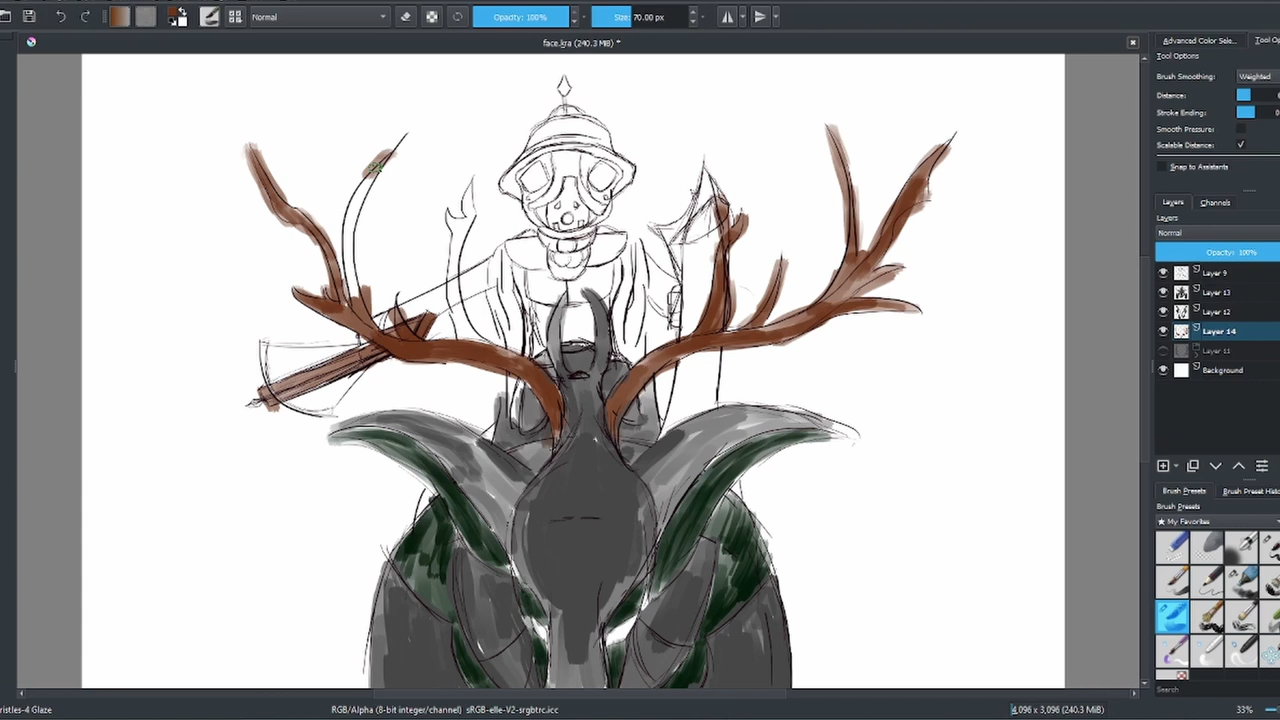 Normal
Opacity: 100%
Size: 70.00 px
face.kra (240.3 MiB) *
Advanced Color Sele...
Tool Op
Tool Options
Brush Smoothing:
Weighted
Distance:
Stroke Ending:
Smooth Pressure:
Scalable Distance:
Snap to Assistants
Layers
Channels
Layers
Normal
Opacity: 100%
Layer 9
Layer 13
Layer 12
Layer 14
Layer 11
Background
Brush Presets
Brush Preset Histo
Brush Presets
★ My Favorites
Search
ristles-4 Glaze
RGB/Alpha (8-bit integer/channel) sRGB-elle-V2-srgbtrc.icc
4,096 x 3,096 (240.3 MiB)
33%